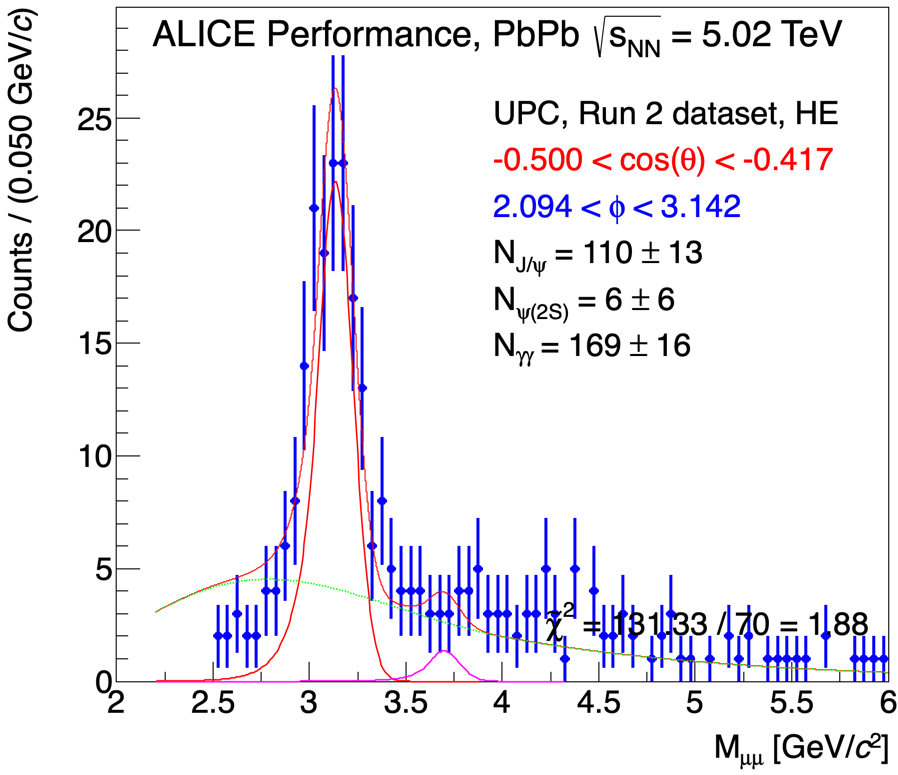 ALICE Performance, PbPb √s_NN = 5.02 TeV
UPC, Run 2 dataset, HE
-0.500 < cos(θ) < -0.417
2.094 < ϕ < 3.142
N_J/ψ = 110 ± 13
N_ψ(2S) = 6 ± 6
N_γγ = 169 ± 16
χ̃² = 131.33 / 70 = 1.88
Counts / (0.050 GeV/c)
25
20
15
10
5
0
2 2.5 3 3.5 4 4.5 5 5.5 6
M_μμ [GeV/c²]